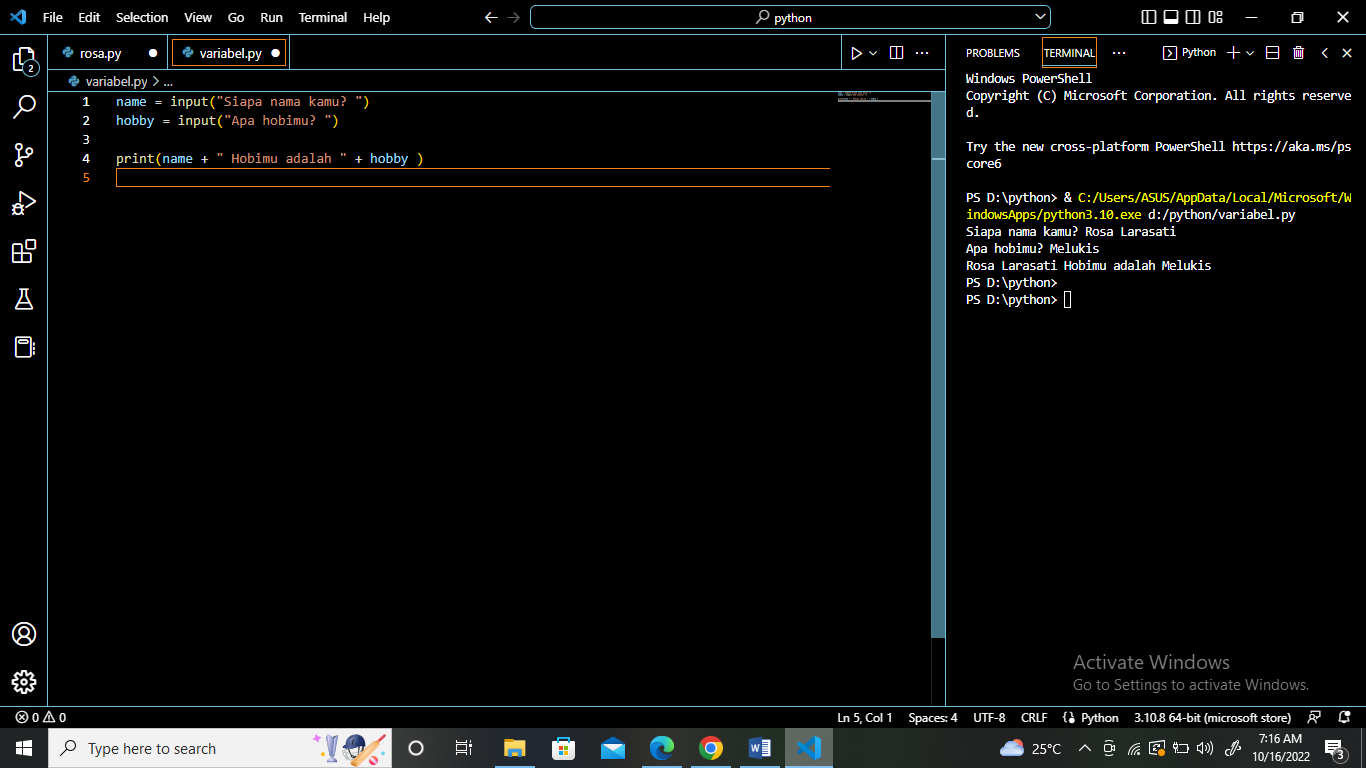 File Edit Selection View Go Run Terminal Help
python
rosa.py
variabel.py
PROBLEMS TERMINAL ··· Python
variabel.py > ...
1 name = input("Siapa nama kamu? ")
2 hobby = input("Apa hobimu? ")
3
4 print(name + " Hobimu adalah " + hobby )
5
Windows PowerShell
Copyright (C) Microsoft Corporation. All rights reserve
d.
Try the new cross-platform PowerShell https://aka.ms/ps
core6
PS D:\python> & C:/Users/ASUS/AppData/Local/Microsoft/W
indowsApps/python3.10.exe d:/python/variabel.py
Siapa nama kamu? Rosa Larasati
Apa hobimu? Melukis
Rosa Larasati Hobimu adalah Melukis
PS D:\python>
PS D:\python>
2
Activate Windows
Go to Settings to activate Windows.
0 0
Ln 5, Col 1 Spaces: 4 UTF-8 CRLF Python 3.10.8 64-bit (microsoft store)
Type here to search
25°C
7:16 AM
10/16/2022
3